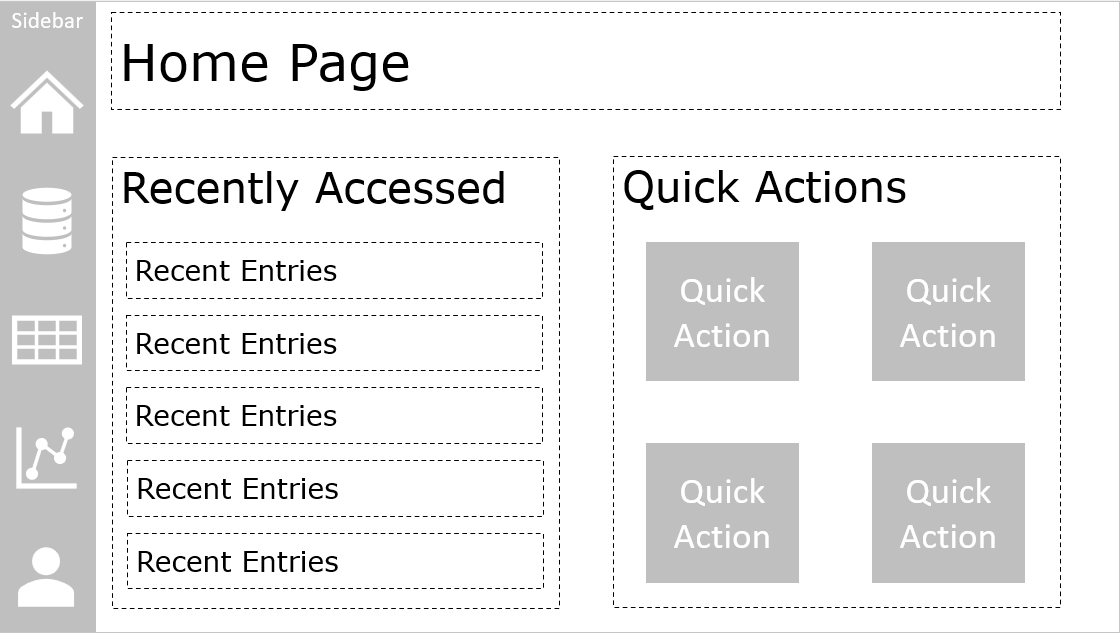 Sidebar
Home Page
Recently Accessed
Recent Entries
Recent Entries
Recent Entries
Recent Entries
Recent Entries
Quick Actions
Quick
Action
Quick
Action
Quick
Action
Quick
Action